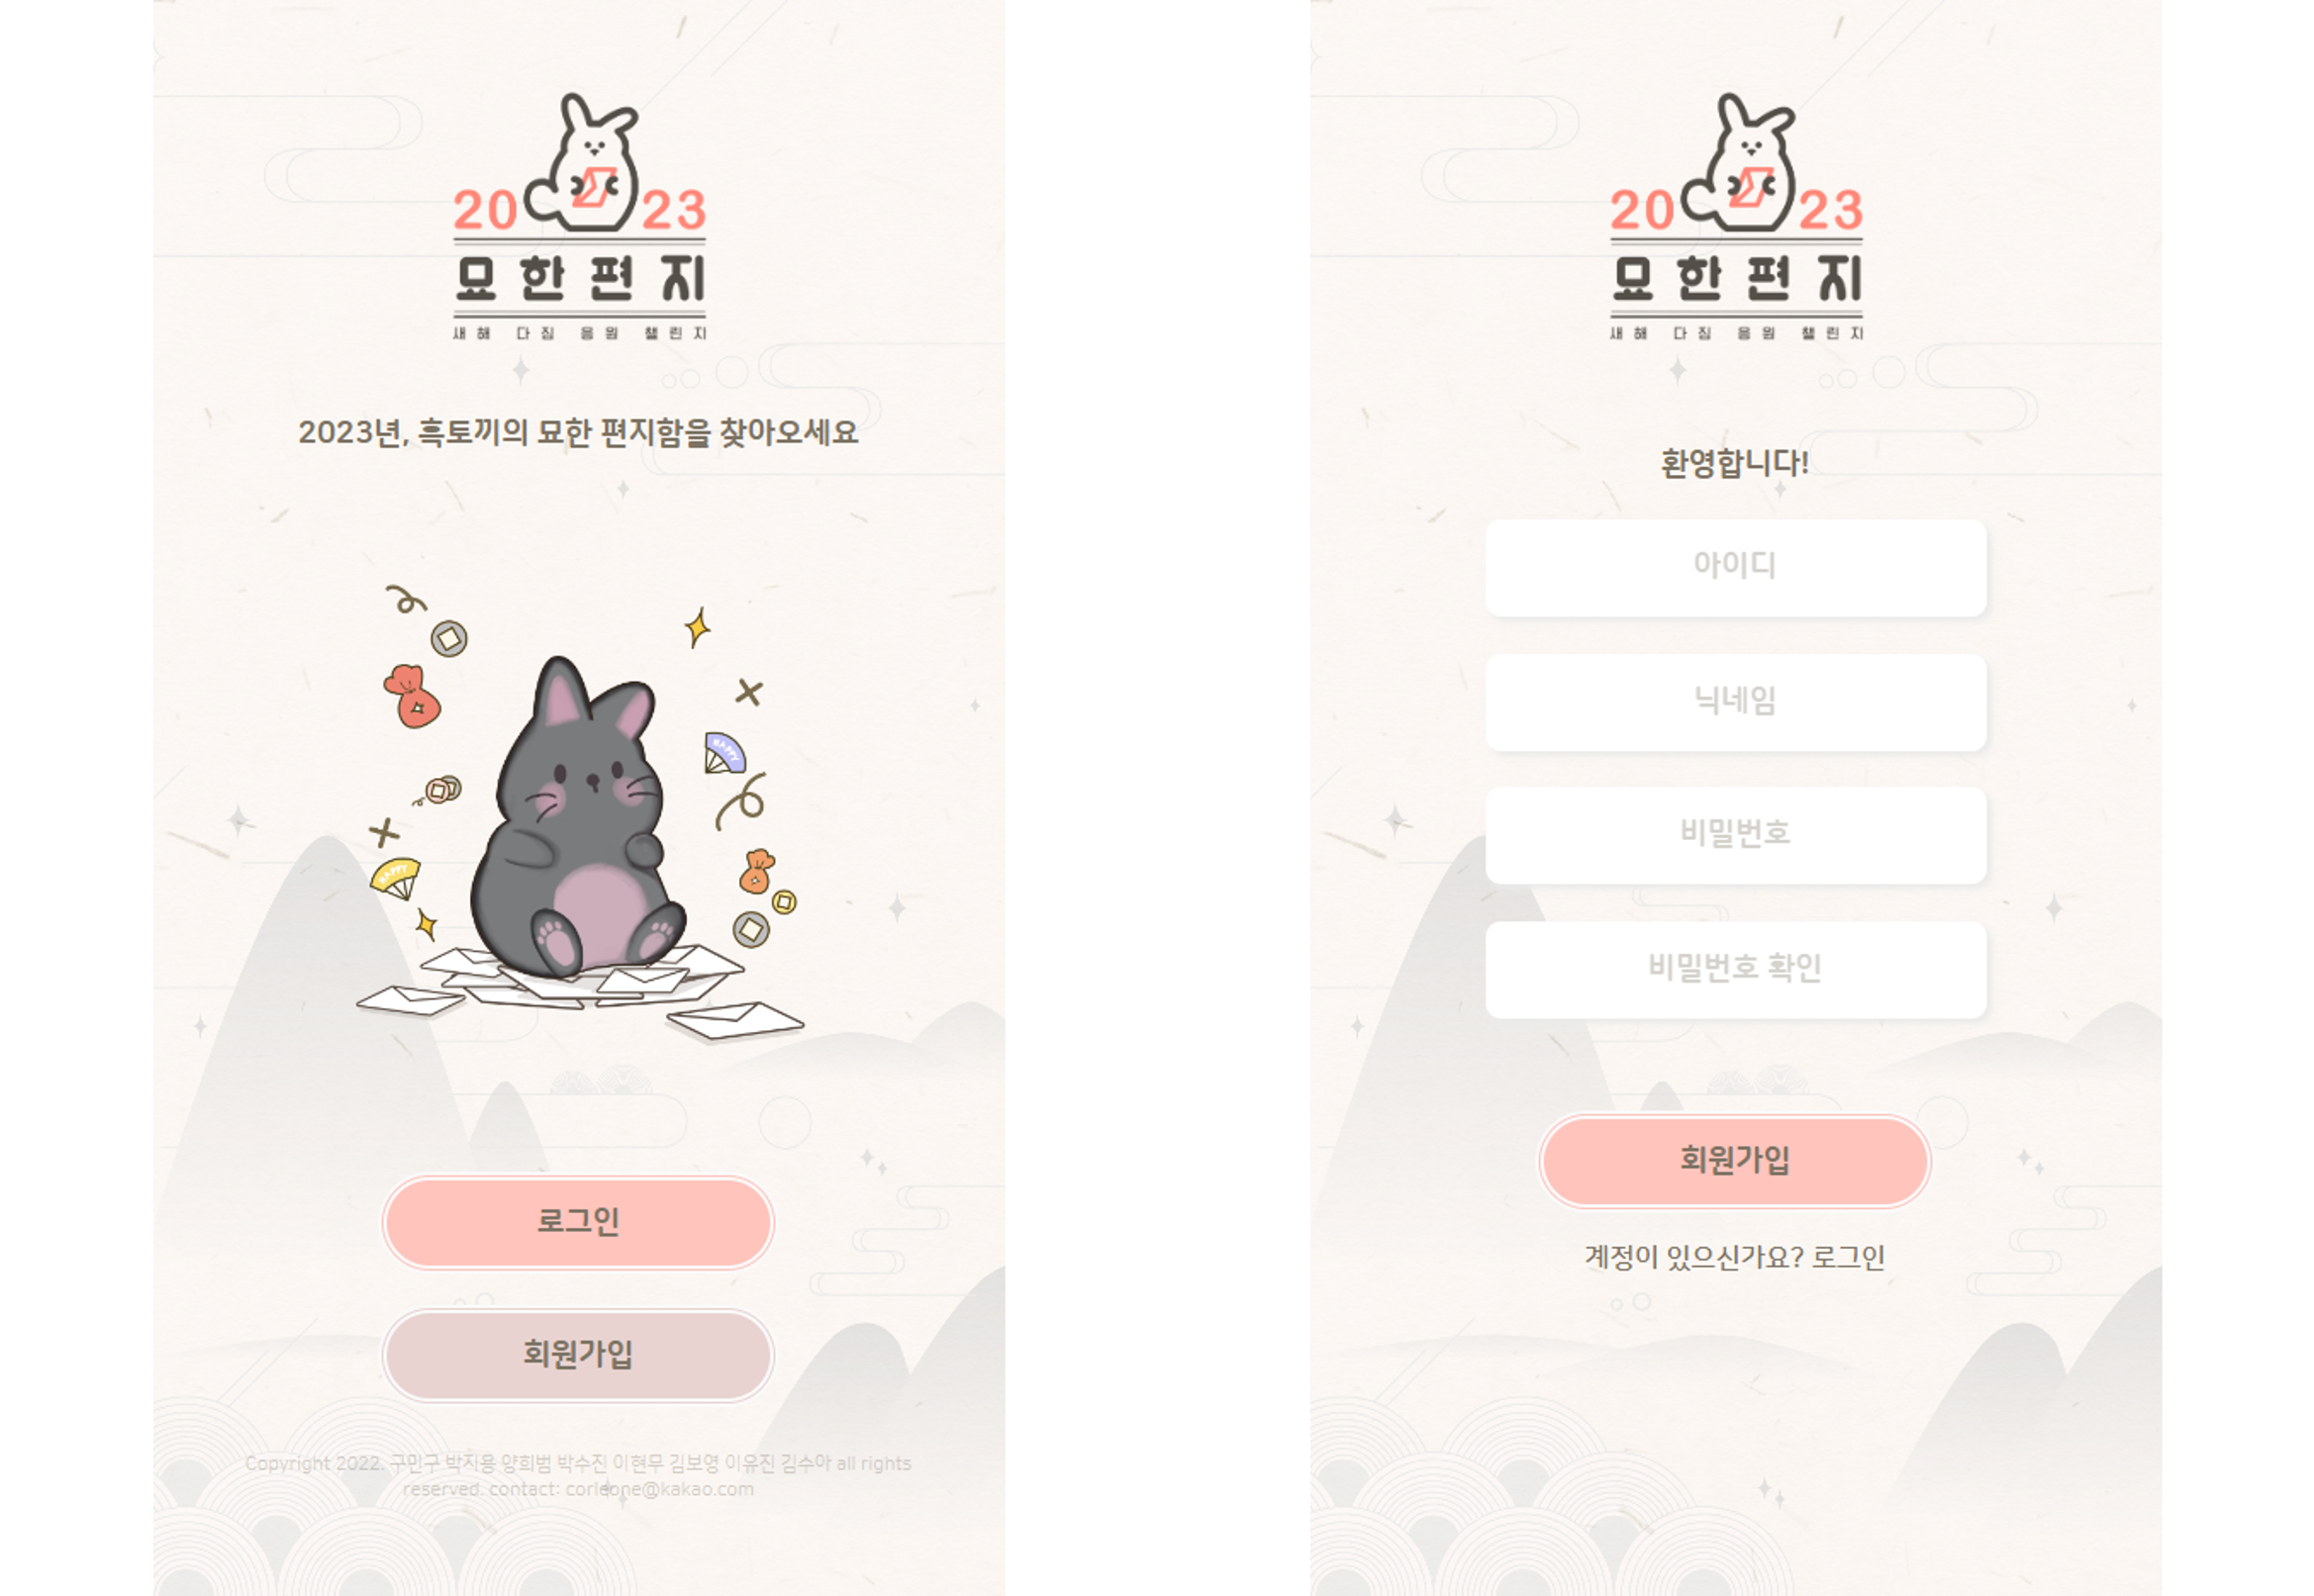 2023
묘한편지
새해 다짐 응원 챌린지
2023년, 흑토끼의 묘한 편지함을 찾아오세요
HAPPY
HAPPY
로그인
회원가입
Copyright 2022. 구민구 박지용 양희범 박수진 이현무 김보영 이유진 김수아 all rights
reserved. contact: corleone@kakao.com
2023
묘한편지
새해 다짐 응원 챌린지
환영합니다!
아이디
닉네임
비밀번호
비밀번호 확인
회원가입
계정이 있으신가요? 로그인